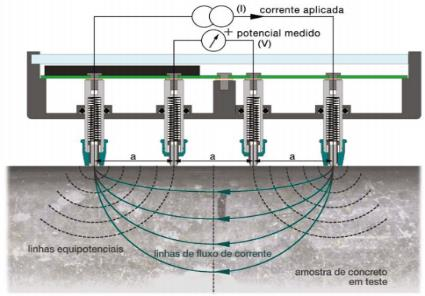 (I) corrente aplicada
+ potencial medido
(V)
a a a
linhas equipotenciais
linhas de fluxo de corrente
amostra de concreto
em teste